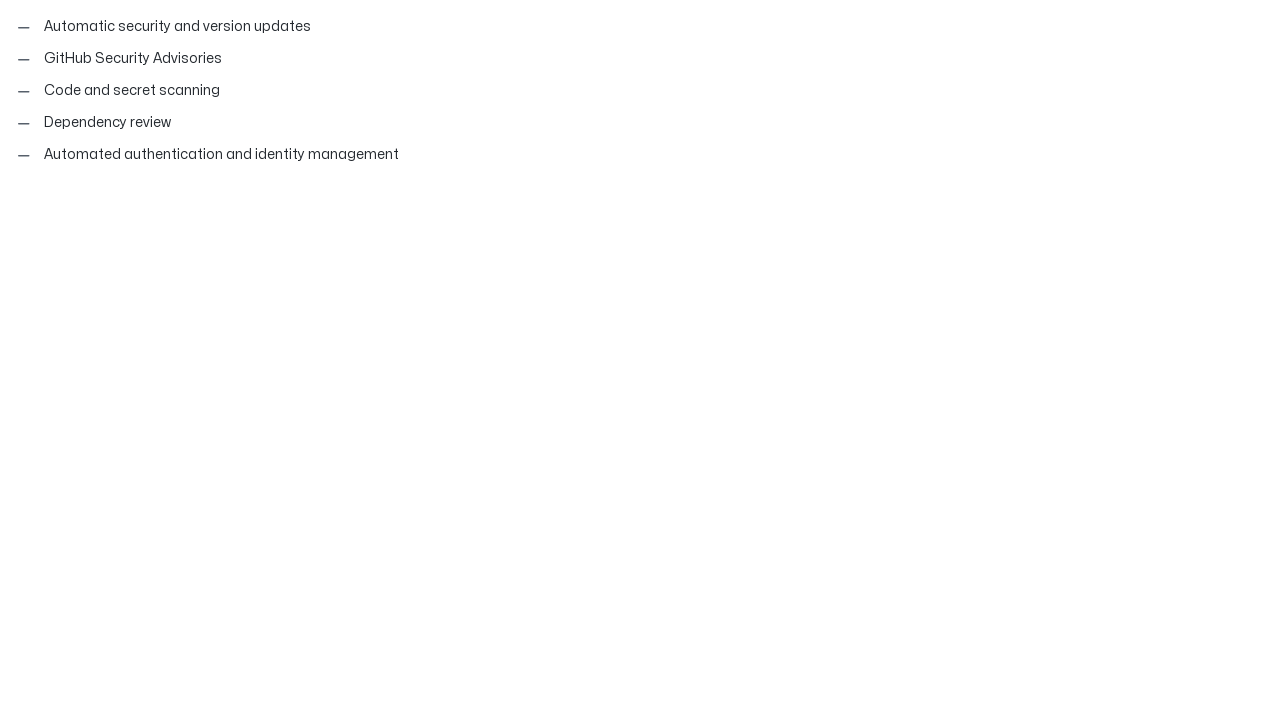 — Automatic security and version updates
— GitHub Security Advisories
— Code and secret scanning
— Dependency review
— Automated authentication and identity management